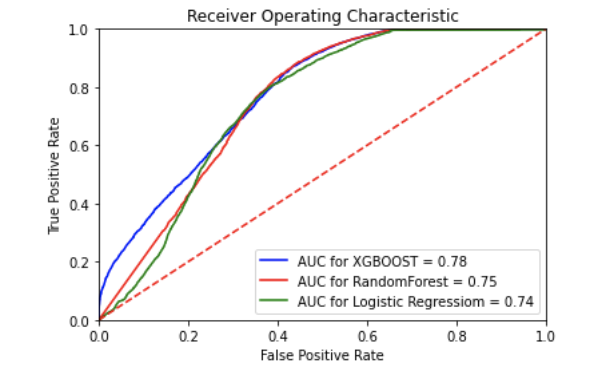 Receiver Operating Characteristic
1.0
0.8
0.6
0.4
0.2
0.0
True Positive Rate
AUC for XGBOOST = 0.78
AUC for RandomForest = 0.75
AUC for Logistic Regressiom = 0.74
0.0 0.2 0.4 0.6 0.8 1.0
False Positive Rate